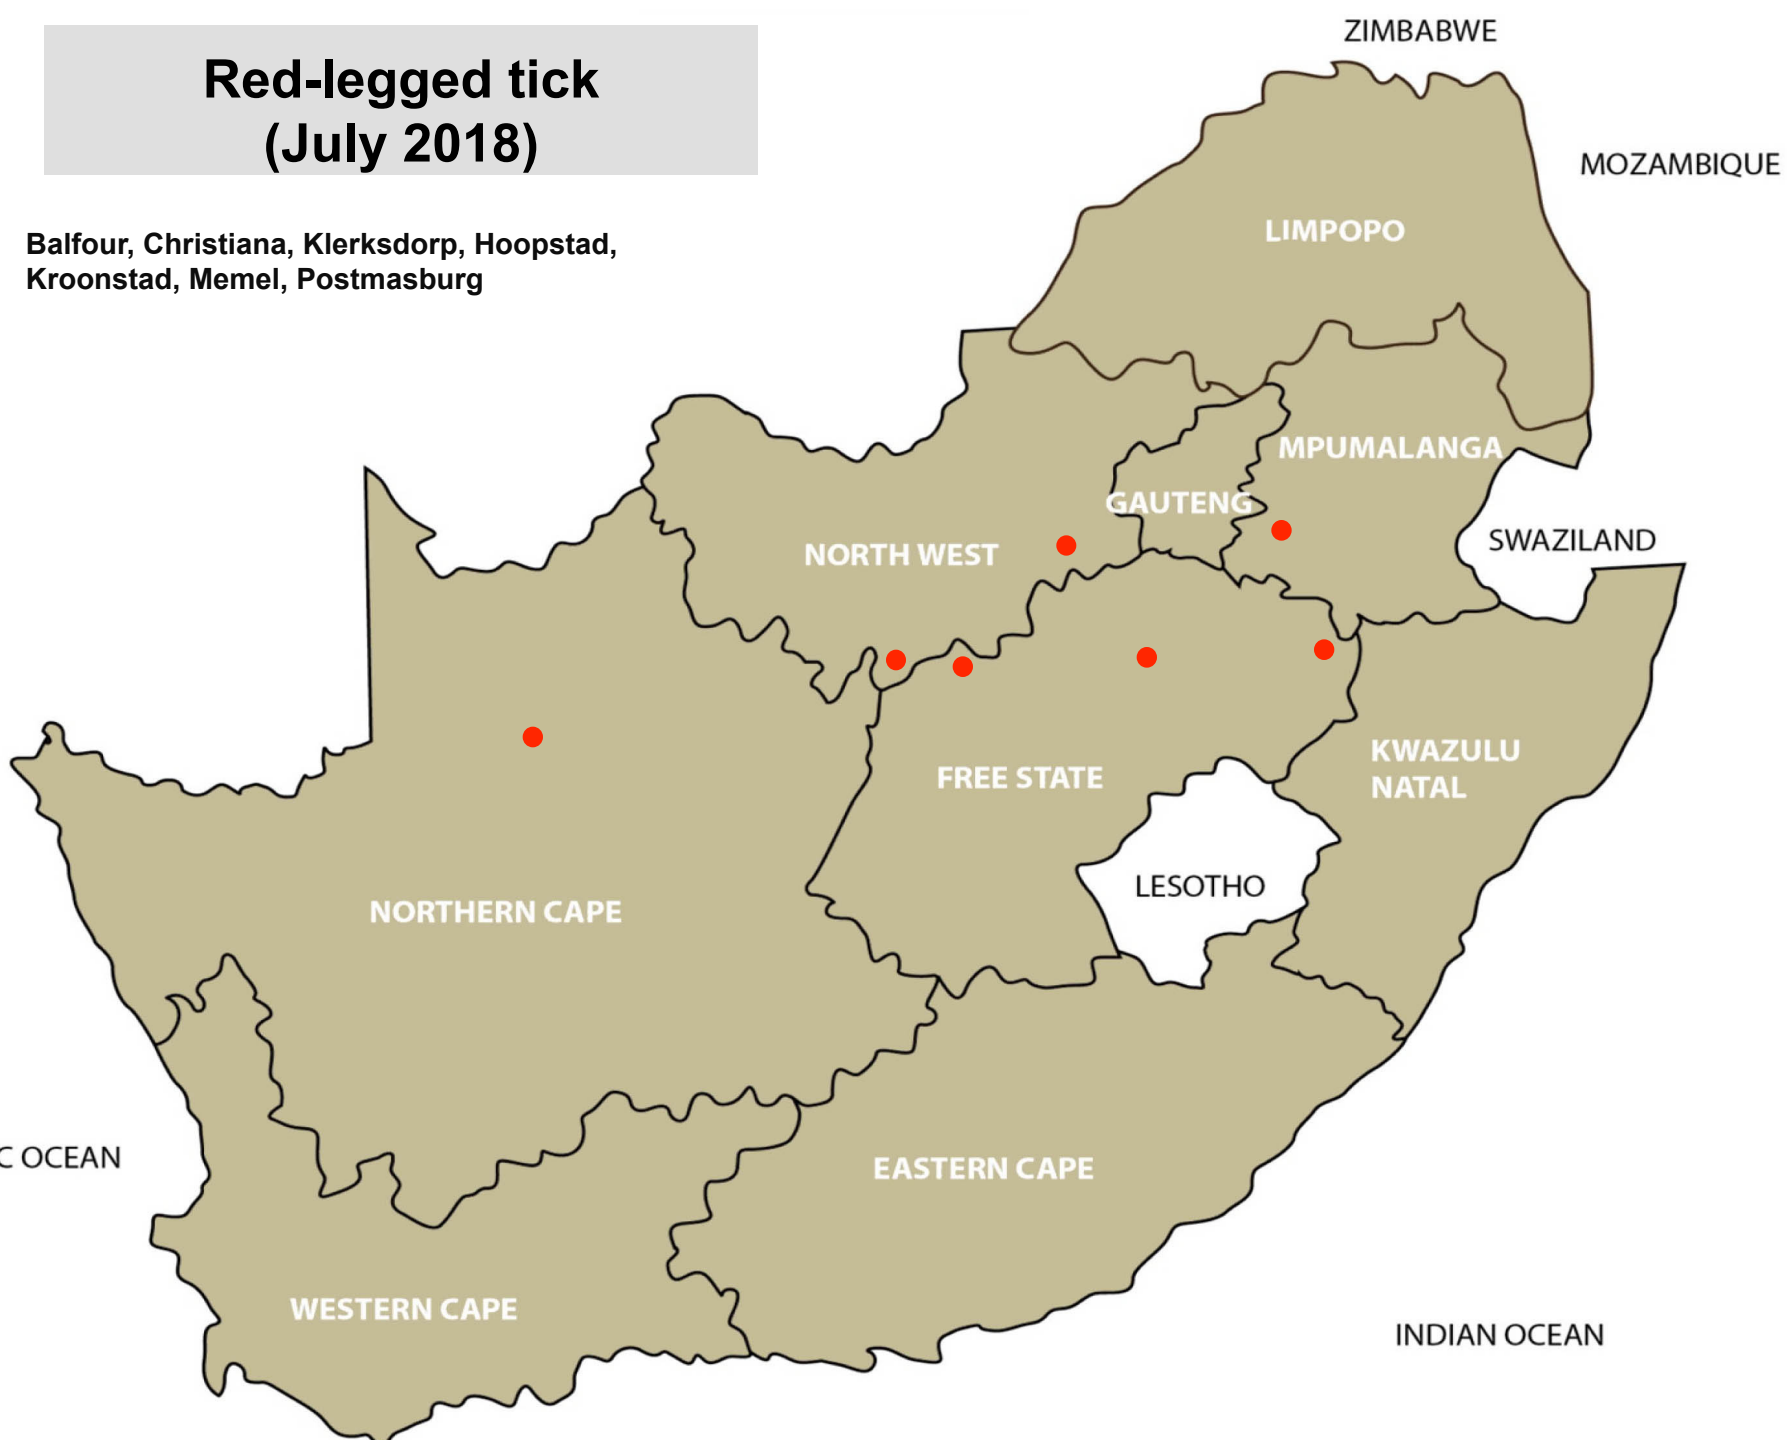 Red-legged tick
(July 2018)
Balfour, Christiana, Klerksdorp, Hoopstad,
Kroonstad, Memel, Postmasburg
ZIMBABWE
MOZAMBIQUE
LIMPOPO
MPUMALANGA
GAUTENG
SWAZILAND
NORTH WEST
KWAZULU
NATAL
FREE STATE
LESOTHO
NORTHERN CAPE
C OCEAN
EASTERN CAPE
WESTERN CAPE
INDIAN OCEAN